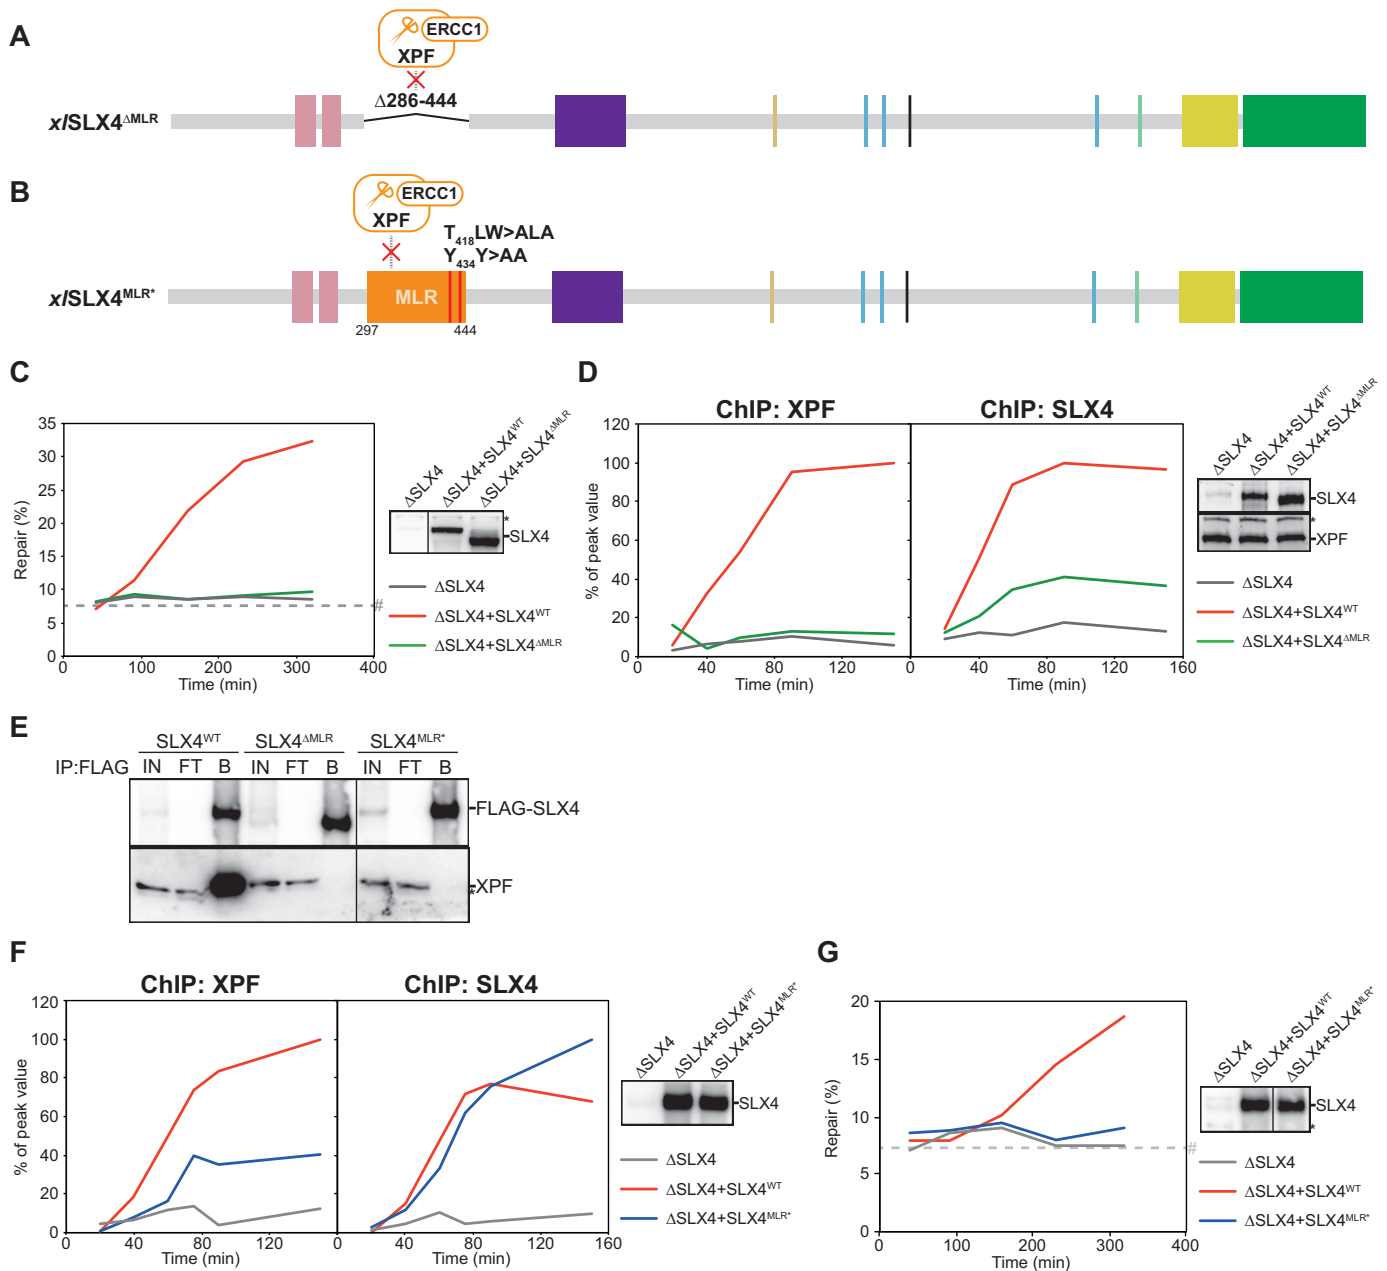 A
ERCC1
XPF
Δ286-444
xlSLX4ΔMLR
B
ERCC1
XPF
T418LW>ALA
Y434Y>AA
xlSLX4MLR*
MLR
297
444
C
Repair (%)
35
30
25
20
15
10
5
0
0
100
200
300
400
Time (min)
#
ΔSLX4
ΔSLX4+SLX4WT
ΔSLX4+SLX4ΔMLR
*
SLX4
ΔSLX4
ΔSLX4+SLX4WT
ΔSLX4+SLX4ΔMLR
D
ChIP: XPF
ChIP: SLX4
% of peak value
120
100
80
60
40
20
0
0
40
80
120
0
40
80
120
160
Time (min)
Time (min)
ΔSLX4
ΔSLX4+SLX4WT
ΔSLX4+SLX4ΔMLR
SLX4
*
XPF
ΔSLX4
ΔSLX4+SLX4WT
ΔSLX4+SLX4ΔMLR
E
SLX4WT
SLX4ΔMLR
SLX4MLR*
IP:FLAG
IN FT B IN FT B IN FT B
FLAG-SLX4
XPF
*
F
ChIP: XPF
ChIP: SLX4
% of peak value
120
100
80
60
40
20
0
0
40
80
120
0
40
80
120
160
Time (min)
Time (min)
ΔSLX4
ΔSLX4+SLX4WT
ΔSLX4+SLX4MLR*
SLX4
ΔSLX4
ΔSLX4+SLX4WT
ΔSLX4+SLX4MLR*
G
Repair (%)
20
15
10
5
0
0
100
200
300
400
Time (min)
#
ΔSLX4
ΔSLX4+SLX4WT
ΔSLX4+SLX4MLR*
SLX4
*
ΔSLX4
ΔSLX4+SLX4WT
ΔSLX4+SLX4MLR*